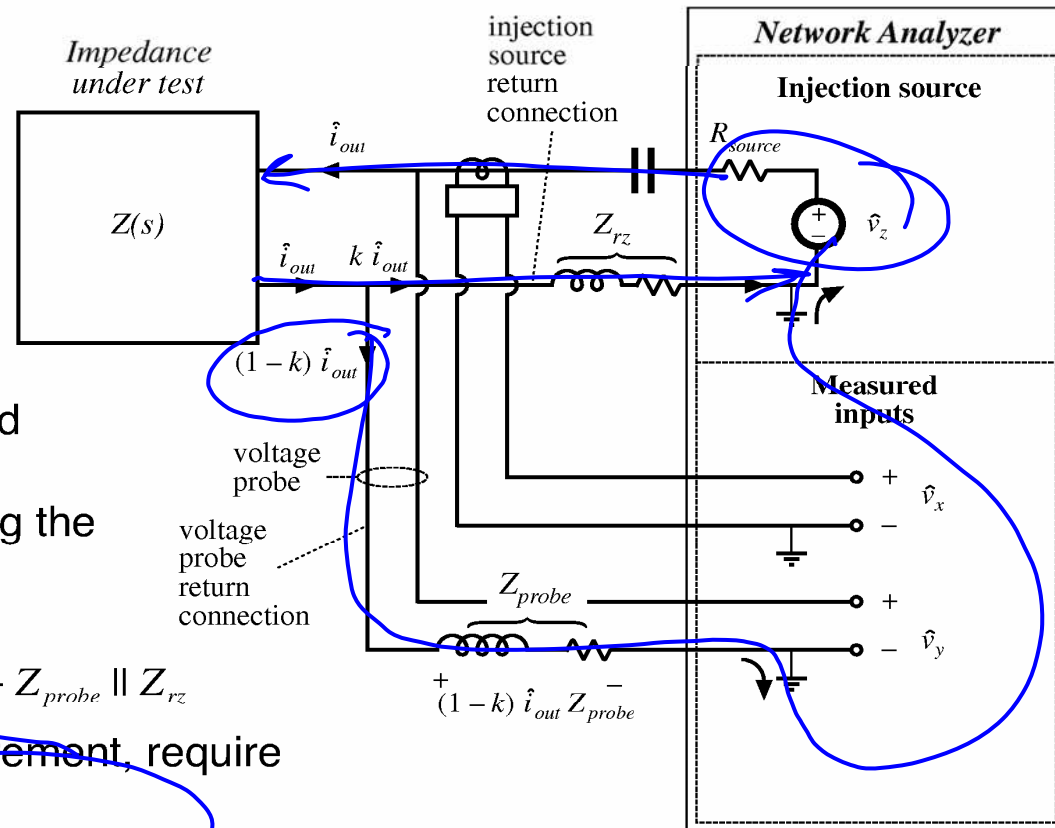 Network Analyzer
Injection source
injection
source
return
connection
Impedance
under test
R_source
î_out
+
−
v̂_z
Z(s)
Z_rz
î_out
k î_out
(1 – k) î_out
Measured
inputs
d
voltage
probe
+
v̂_x
−
g the
voltage
probe
return
connection
Z_probe
+
v̂_y
−
+
−
(1 – k) î_out Z_probe
Z_probe || Z_rz
ement, require